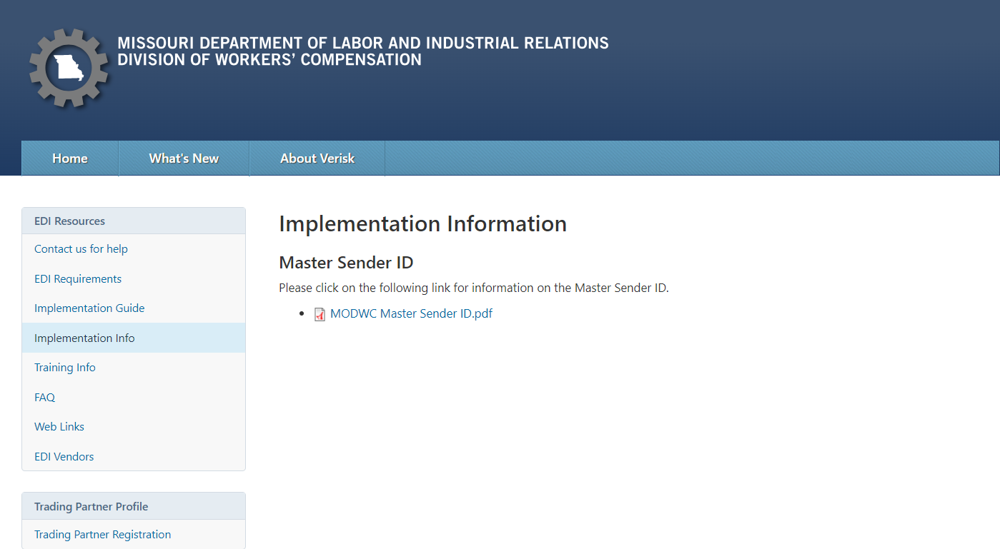 MISSOURI DEPARTMENT OF LABOR AND INDUSTRIAL RELATIONS
DIVISION OF WORKERS’ COMPENSATION
Home
What's New
About Verisk
EDI Resources
Contact us for help
EDI Requirements
Implementation Guide
Implementation Info
Training Info
FAQ
Web Links
EDI Vendors
Trading Partner Profile
Trading Partner Registration
Implementation Information
Master Sender ID
Please click on the following link for information on the Master Sender ID.
MODWC Master Sender ID.pdf